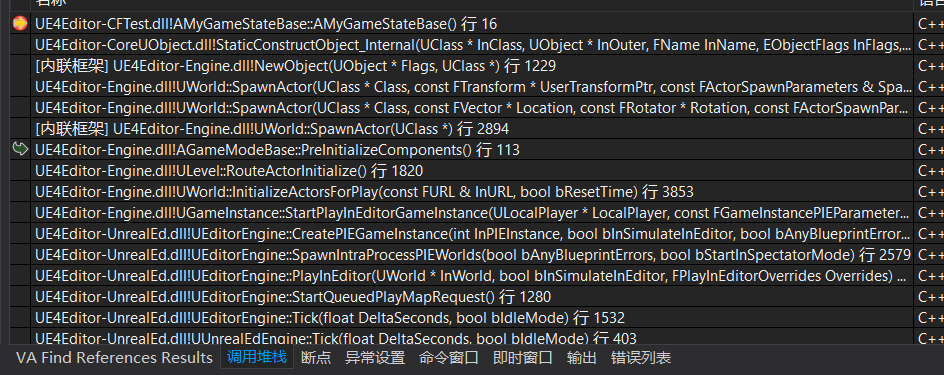 UE4Editor-CFTest.dll!AMyGameStateBase::AMyGameStateBase() 行 16 C++
UE4Editor-CoreUObject.dll!StaticConstructObject_Internal(UClass * InClass, UObject * InOuter, FName InName, EObjectFlags InFlags,... C++
[内联框架] UE4Editor-Engine.dll!NewObject(UObject * Flags, UClass *) 行 1229 C++
UE4Editor-Engine.dll!UWorld::SpawnActor(UClass * Class, const FTransform * UserTransformPtr, const FActorSpawnParameters & Spa... C++
UE4Editor-Engine.dll!UWorld::SpawnActor(UClass * Class, const FVector * Location, const FRotator * Rotation, const FActorSpawnPar... C++
[内联框架] UE4Editor-Engine.dll!UWorld::SpawnActor(UClass *) 行 2894 C++
UE4Editor-Engine.dll!AGameModeBase::PreInitializeComponents() 行 113 C++
UE4Editor-Engine.dll!ULevel::RouteActorInitialize() 行 1820 C++
UE4Editor-Engine.dll!UWorld::InitializeActorsForPlay(const FURL & InURL, bool bResetTime) 行 3853 C++
UE4Editor-Engine.dll!UGameInstance::StartPlayInEditorGameInstance(ULocalPlayer * LocalPlayer, const FGameInstancePIEParameter... C++
UE4Editor-UnrealEd.dll!UEditorEngine::CreatePIEGameInstance(int InPIEInstance, bool bInSimulateInEditor, bool bAnyBlueprintError... C++
UE4Editor-UnrealEd.dll!UEditorEngine::SpawnIntraProcessPIEWorlds(bool bAnyBlueprintErrors, bool bStartInSpectatorMode) 行 2579 C++
UE4Editor-UnrealEd.dll!UEditorEngine::PlayInEditor(UWorld * InWorld, bool bInSimulateInEditor, FPlayInEditorOverrides Overrides) ... C++
UE4Editor-UnrealEd.dll!UEditorEngine::StartQueuedPlayMapRequest() 行 1280 C++
UE4Editor-UnrealEd.dll!UEditorEngine::Tick(float DeltaSeconds, bool bIdleMode) 行 1532 C++
UE4Editor-UnrealEd.dll!UUnrealEdEngine::Tick(float DeltaSeconds, bool bIdleMode) 行 403 C++
VA Find References Results 调用堆栈 断点 异常设置 命令窗口 即时窗口 输出 错误列表